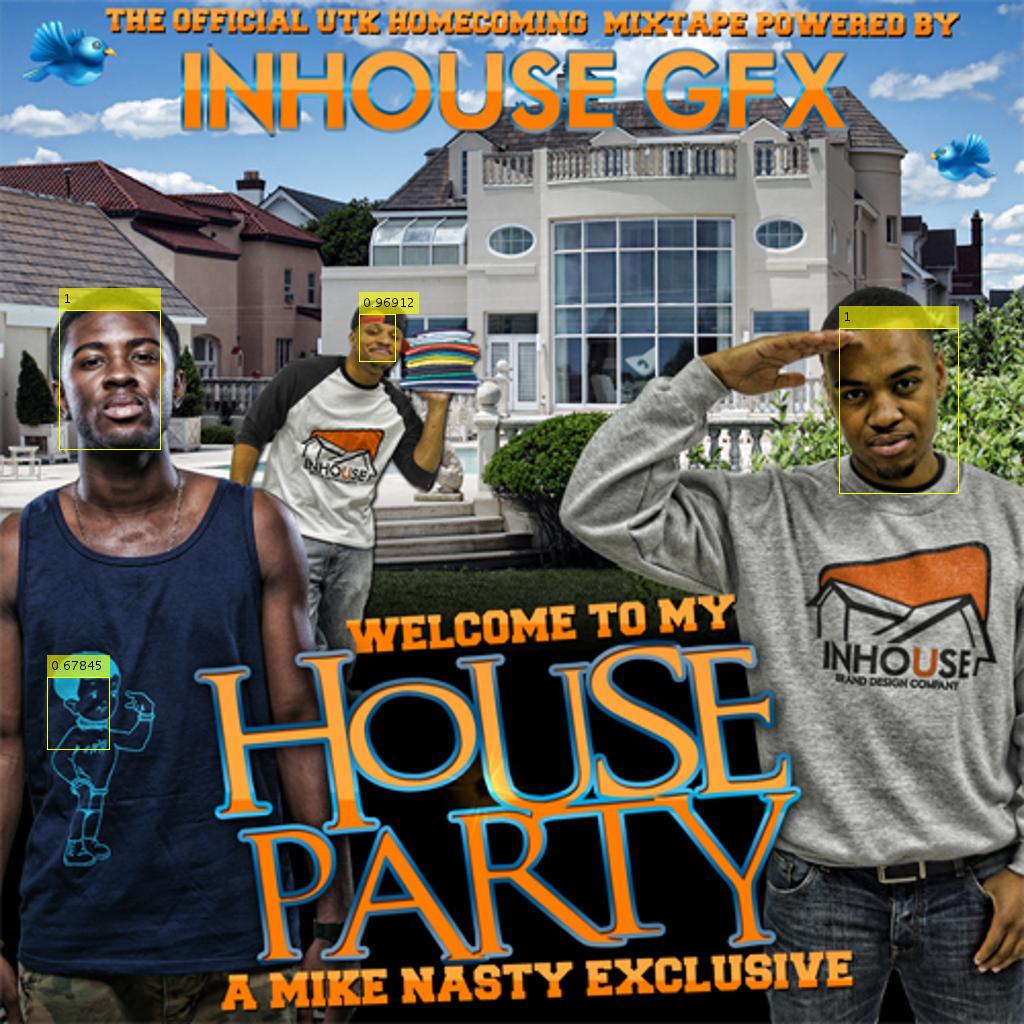 THE OFFICIAL UTK HOMECOMING MIXTAPE POWERED BY
INHOUSE GFX
1
0.96912
1
INHOUSE
WELCOME TO MY
INHOUSE
BRAND DESIGN COMPANY
0.67845
HOUSE
PARTY
A MIKE NASTY EXCLUSIVE